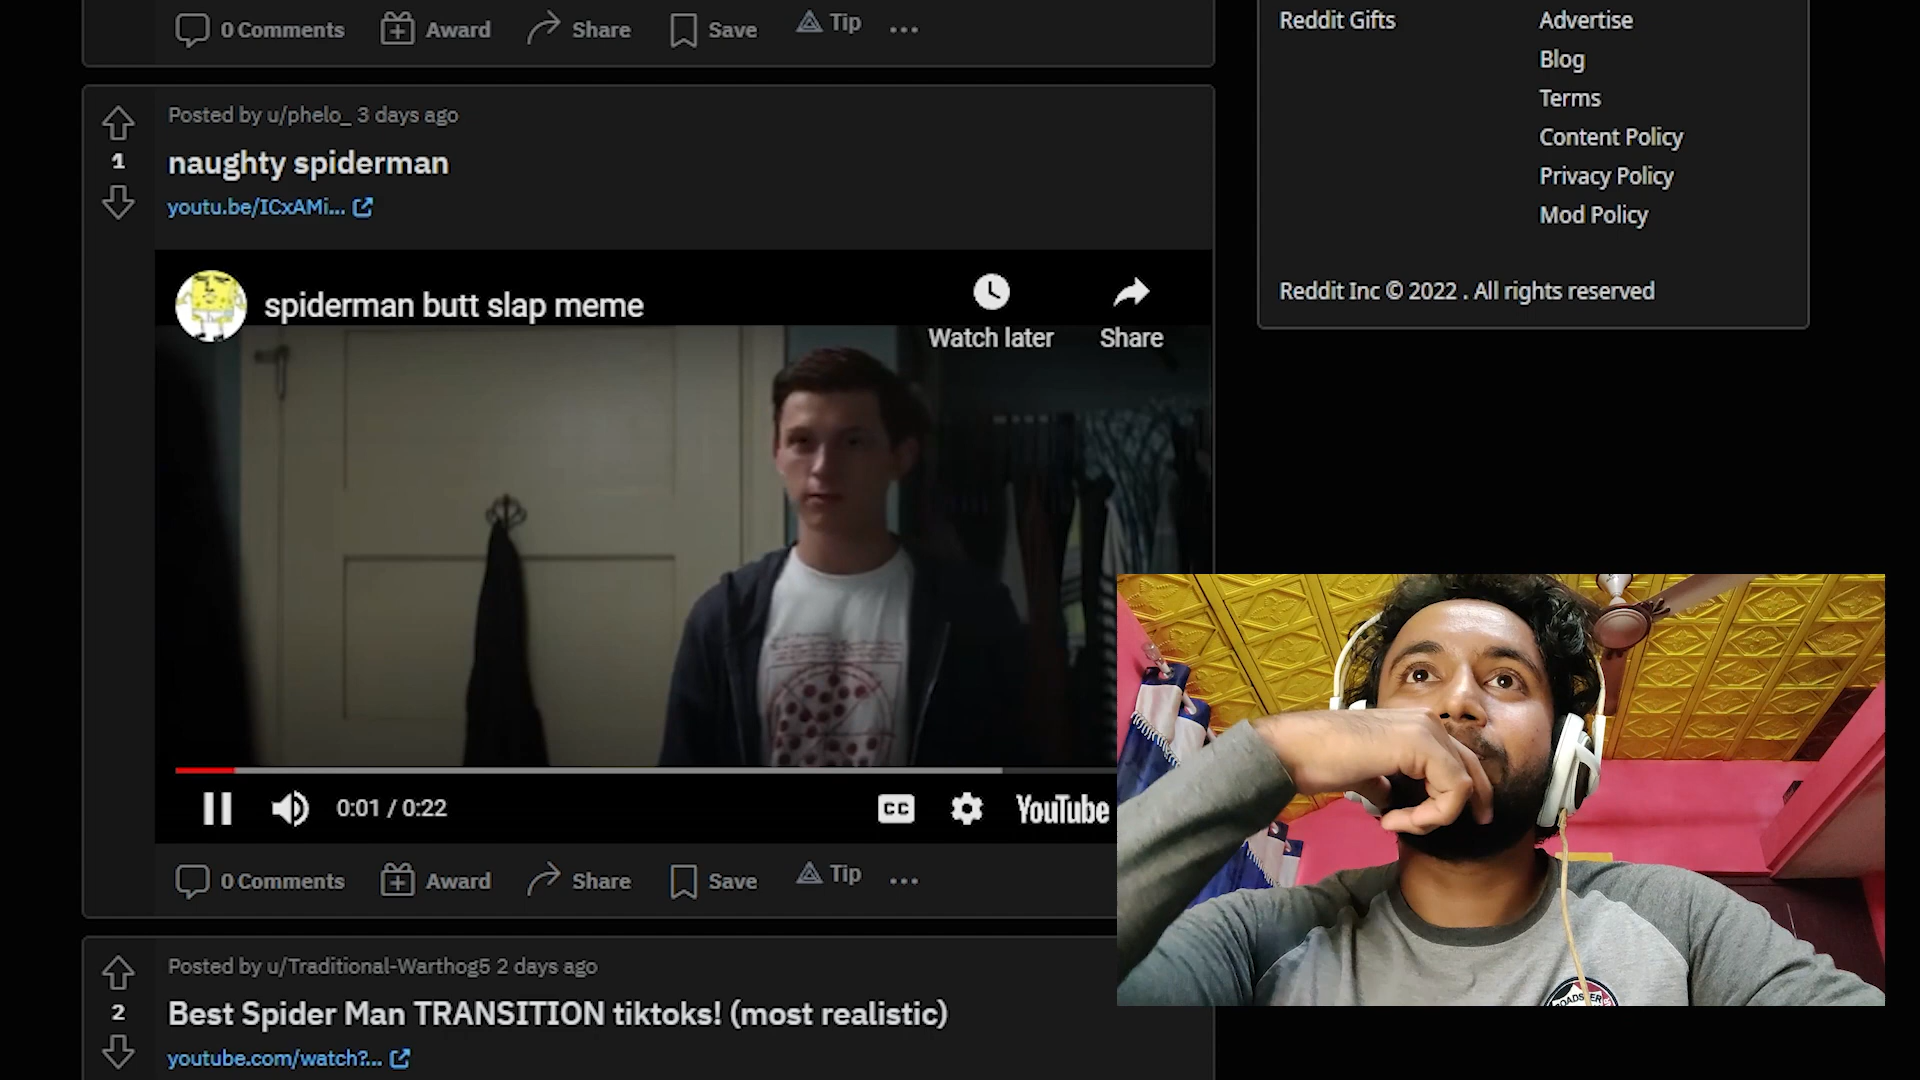 0 Comments Award Share Save Tip
Posted by u/phelo_ 3 days ago
1
naughty spiderman
youtu.be/ICxAMi...
spiderman butt slap meme
Watch later Share
0:01 / 0:22
CC
YouTube
0 Comments Award Share Save Tip
Posted by u/Traditional-Warthog5 2 days ago
2
Best Spider Man TRANSITION tiktoks! (most realistic)
youtube.com/watch?...
Reddit Gifts
Advertise
Blog
Terms
Content Policy
Privacy Policy
Mod Policy
Reddit Inc © 2022 . All rights reserved